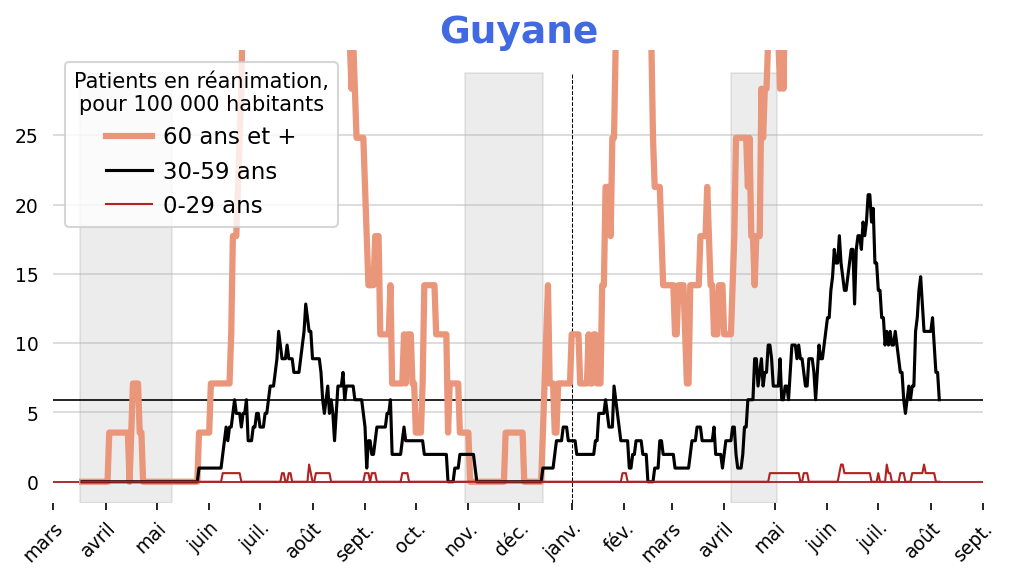 Guyane
Patients en réanimation,
pour 100 000 habitants
60 ans et +
30-59 ans
0-29 ans
25
20
15
10
5
0
mars avril mai juin juil. août sept. oct. nov. déc. janv. fév. mars avril mai juin juil. août sept.